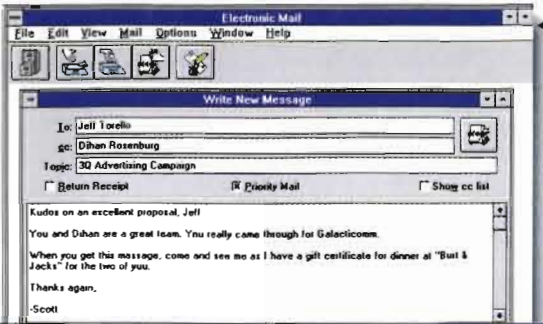 Electronic Mail
File Edit View Mail Options Window Help
Write New Message
To: Jeff Torello
cc: Dihan Rosenburg
Topic: 3Q Advertising Campaign
Return Receipt Priority Mail Show cc list
Kudos on an excellent proposal, Jeff
You and Dihan are a great team. You really came through for Galacticomm.
When you get this massage, come and see me as I have a gift certificate for dinner at "Burt &
Jacks" for the two of you.
Thanks again,
-Scott